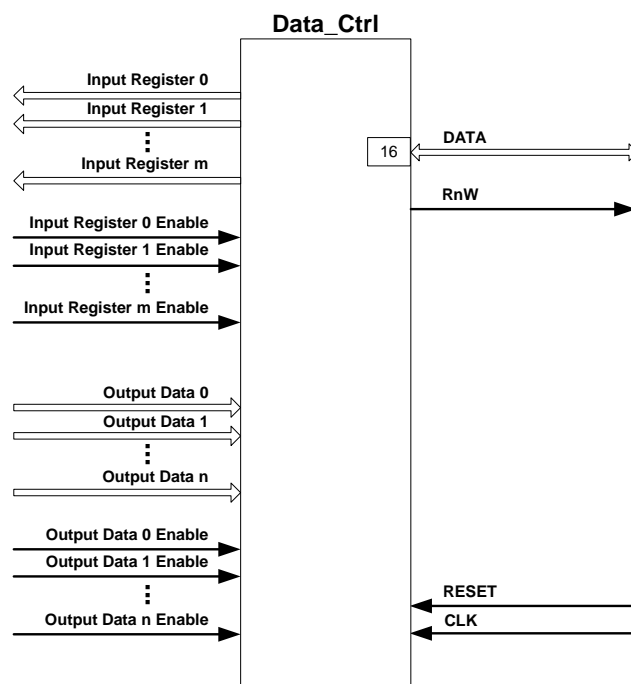 Data_Ctrl
Input Register 0
Input Register 1
Input Register m
16
DATA
RnW
Input Register 0 Enable
Input Register 1 Enable
Input Register m Enable
Output Data 0
Output Data 1
Output Data n
Output Data 0 Enable
Output Data 1 Enable
Output Data n Enable
RESET
CLK